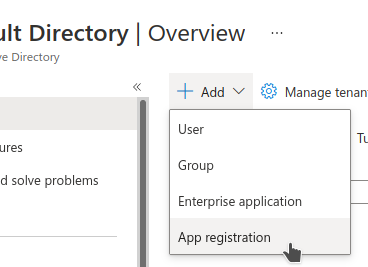 ult Directory | Overview ...
ve Directory
«
+ Add
Manage tenan
User
Group
Enterprise application
App registration
ures
d solve problems
Tu